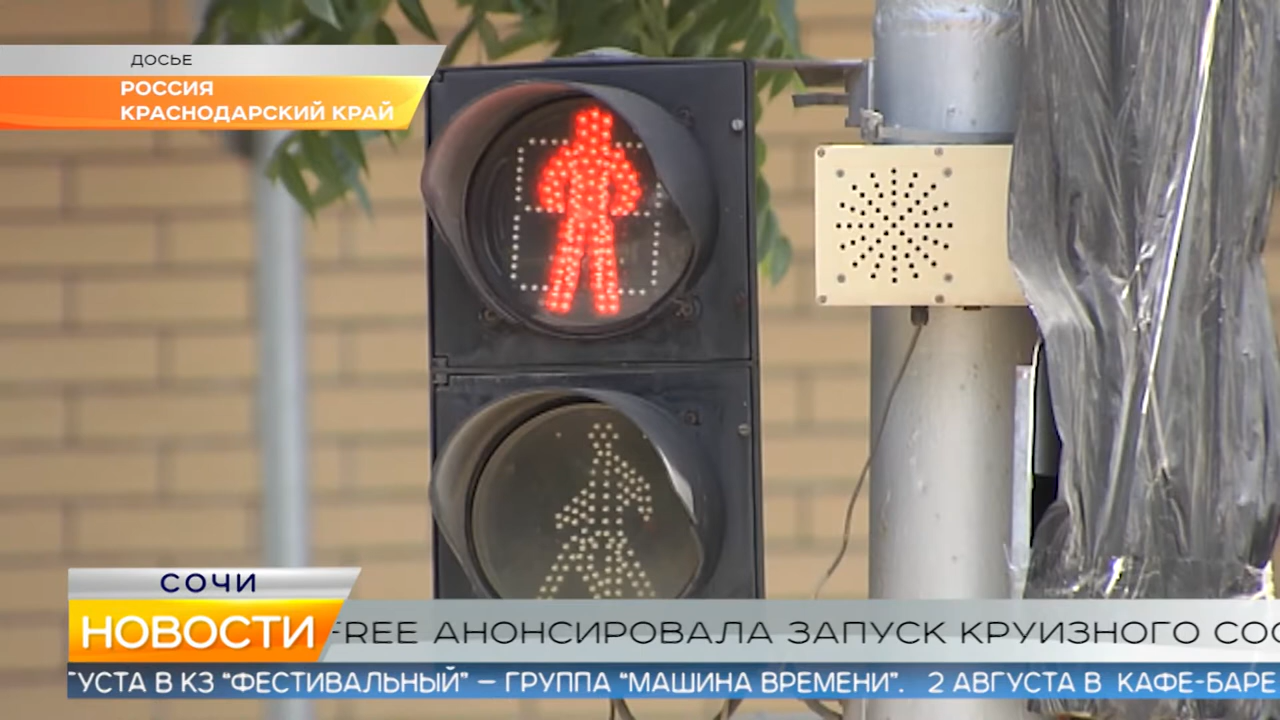 ДОСЬЕ
РОССИЯ
КРАСНОДАРСКИЙ КРАЙ
СОЧИ
НОВОСТИ
FREE АНОНСИРОВАЛА ЗАПУСК КРУИЗНОГО
В КЗ “ФЕСТИВАЛЬНЫЙ” – ГРУППА “МАШИНА ВРЕМЕНИ”. 2 АВГУСТА В КАФЕ-БАРЕ